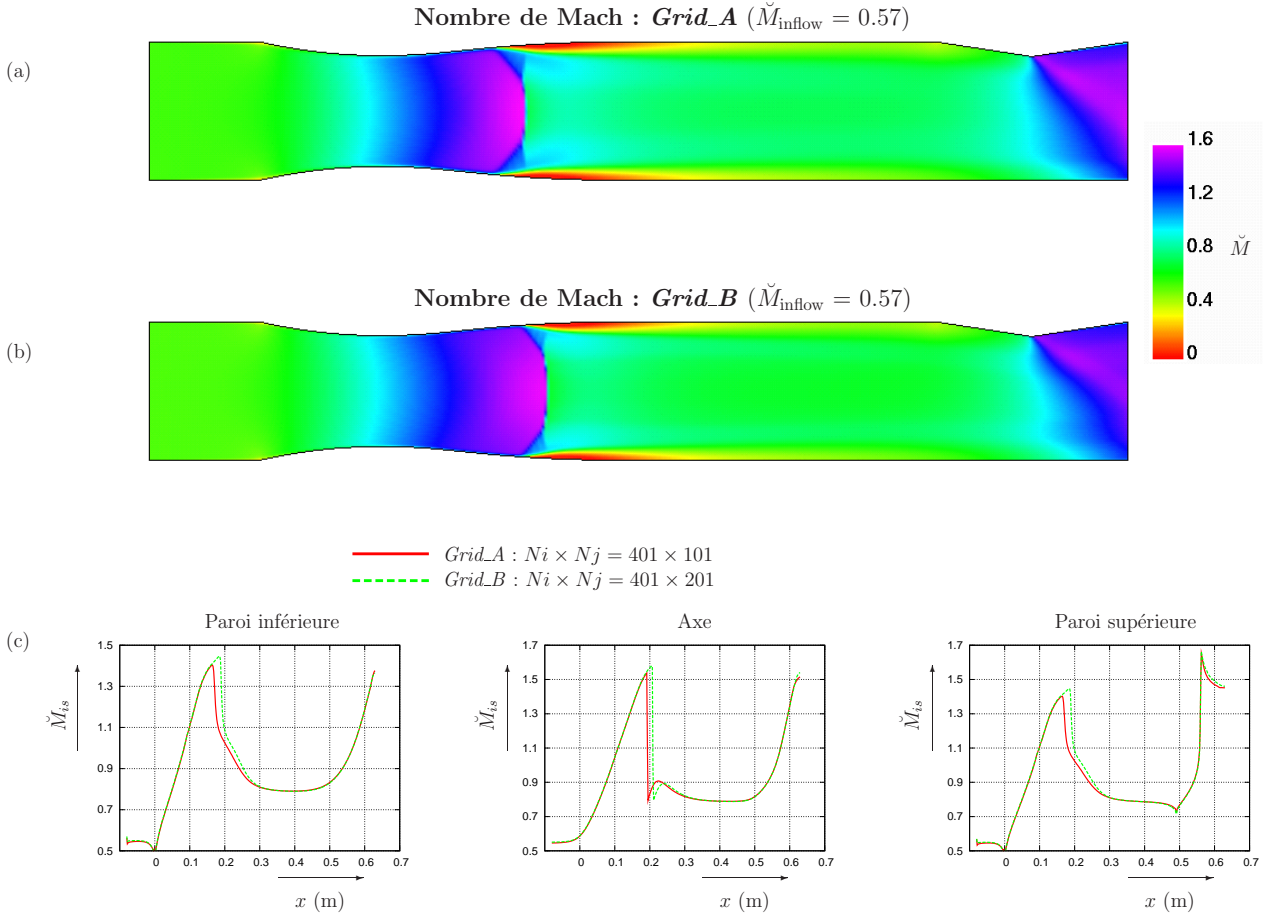 Nombre de Mach : Grid_A (M̆inflow = 0.57)
(a)
1.6
1.2
0.8
0.4
0
M̆
Nombre de Mach : Grid_B (M̆inflow = 0.57)
(b)
Grid_A : Ni × Nj = 401 × 101
Grid_B : Ni × Nj = 401 × 201
(c)
Paroi inférieure
M̆is
1.5
1.3
1.1
0.9
0.7
0.5
0 0.1 0.2 0.3 0.4 0.5 0.6 0.7
x (m)
Axe
M̆is
1.7
1.5
1.3
1.1
0.9
0.7
0.5
0 0.1 0.2 0.3 0.4 0.5 0.6 0.7
x (m)
Paroi supérieure
M̆is
1.7
1.5
1.3
1.1
0.9
0.7
0.5
0 0.1 0.2 0.3 0.4 0.5 0.6 0.7
x (m)